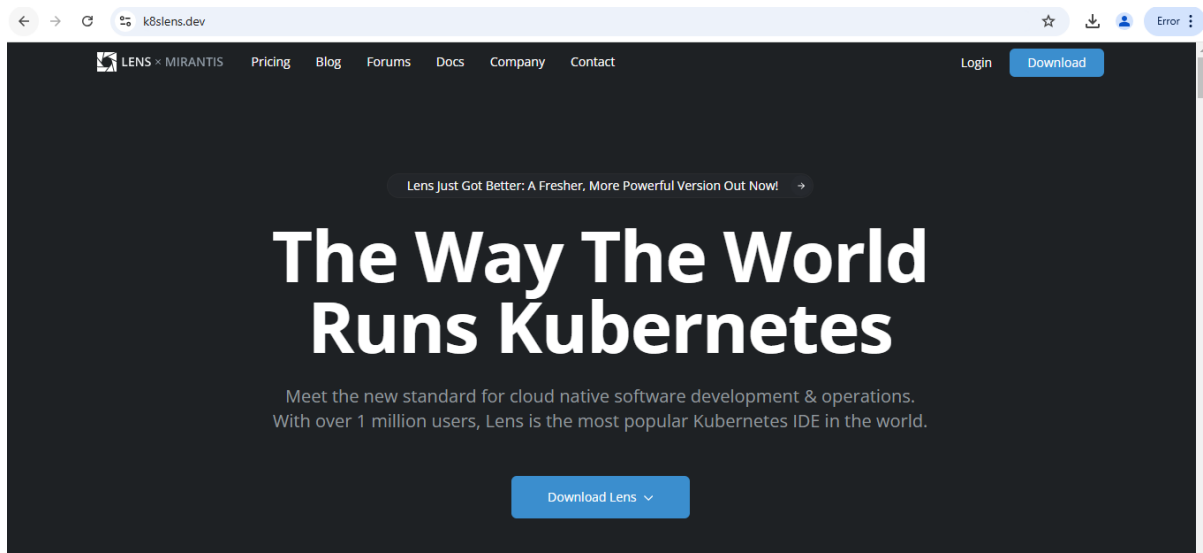 k8slens.dev
Error
LENS × MIRANTIS Pricing Blog Forums Docs Company Contact Login Download
Lens Just Got Better: A Fresher, More Powerful Version Out Now! →
The Way The World
Runs Kubernetes
Meet the new standard for cloud native software development & operations.
With over 1 million users, Lens is the most popular Kubernetes IDE in the world.
Download Lens